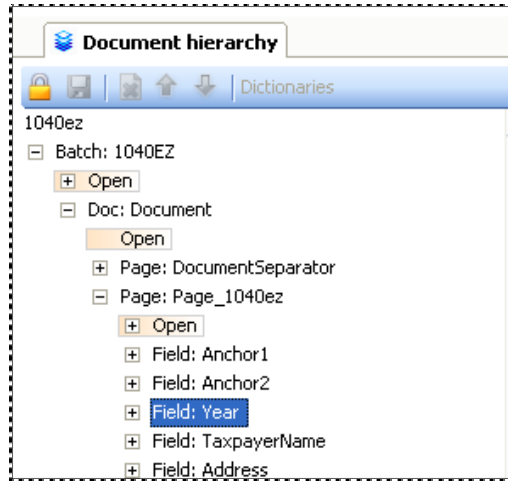 Document hierarchy
Dictionaries
1040ez
Batch: 1040EZ
Open
Doc: Document
Open
Page: DocumentSeparator
Page: Page_1040ez
Open
Field: Anchor1
Field: Anchor2
Field: Year
Field: TaxpayerName
Field: Address